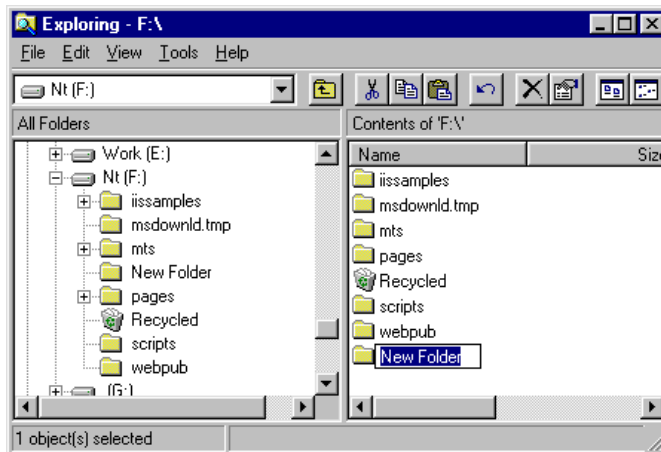 Exploring - F:\
File Edit View Tools Help
Nt (F:)
All Folders
Contents of 'F:\'
Work (E:)
Nt (F:)
iissamples
msdownld.tmp
mts
New Folder
pages
Recycled
scripts
webpub
(G:)
Name Size
iissamples
msdownld.tmp
mts
pages
Recycled
scripts
webpub
New Folder
1 object(s) selected